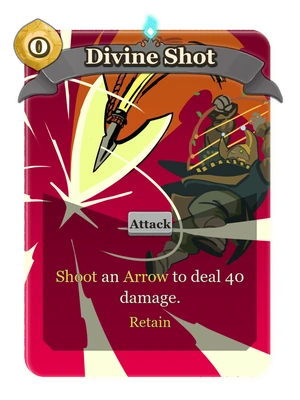 0
Divine Shot
Attack
Shoot an Arrow to deal 40
damage.
Retain